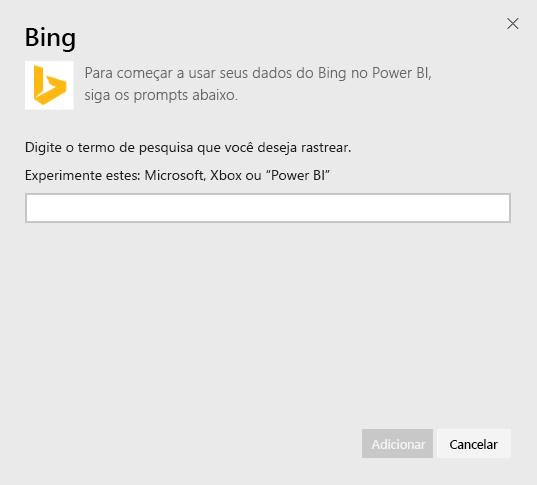 Bing
Para começar a usar seus dados do Bing no Power BI,
siga os prompts abaixo.
Digite o termo de pesquisa que você deseja rastrear.
Experimente estes: Microsoft, Xbox ou “Power BI”
Adicionar
Cancelar